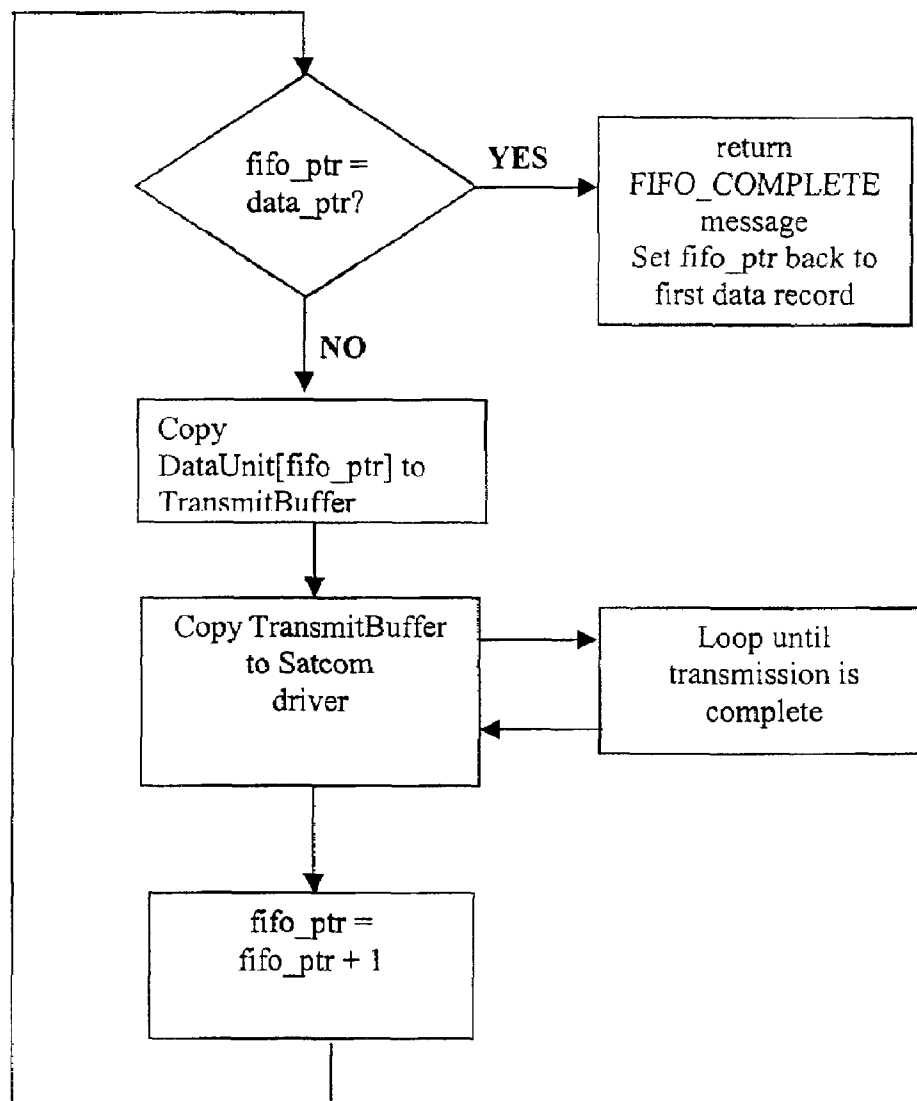 fifo_ptr =
data_ptr?
YES
return
FIFO_COMPLETE
message
Set fifo_ptr back to
first data record
NO
Copy
DataUnit[fifo_ptr] to
TransmitBuffer
Copy TransmitBuffer
to Satcom
driver
Loop until
transmission is
complete
fifo_ptr =
fifo_ptr + 1